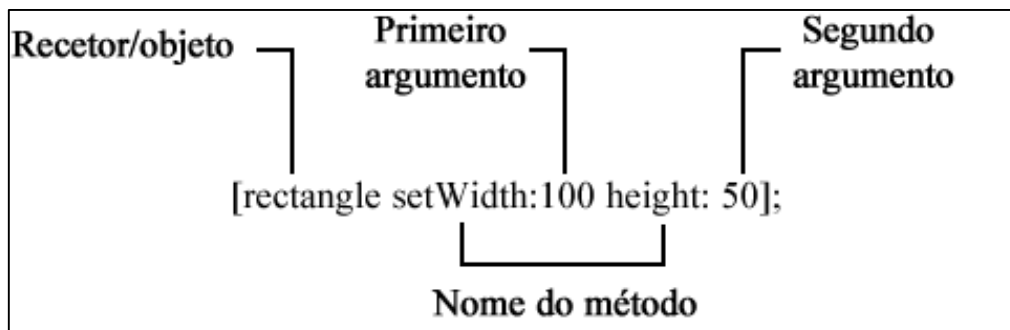 Recetor/objeto
Primeiro
argumento
Segundo
argumento
[rectangle setWidth:100 height: 50];
Nome do método